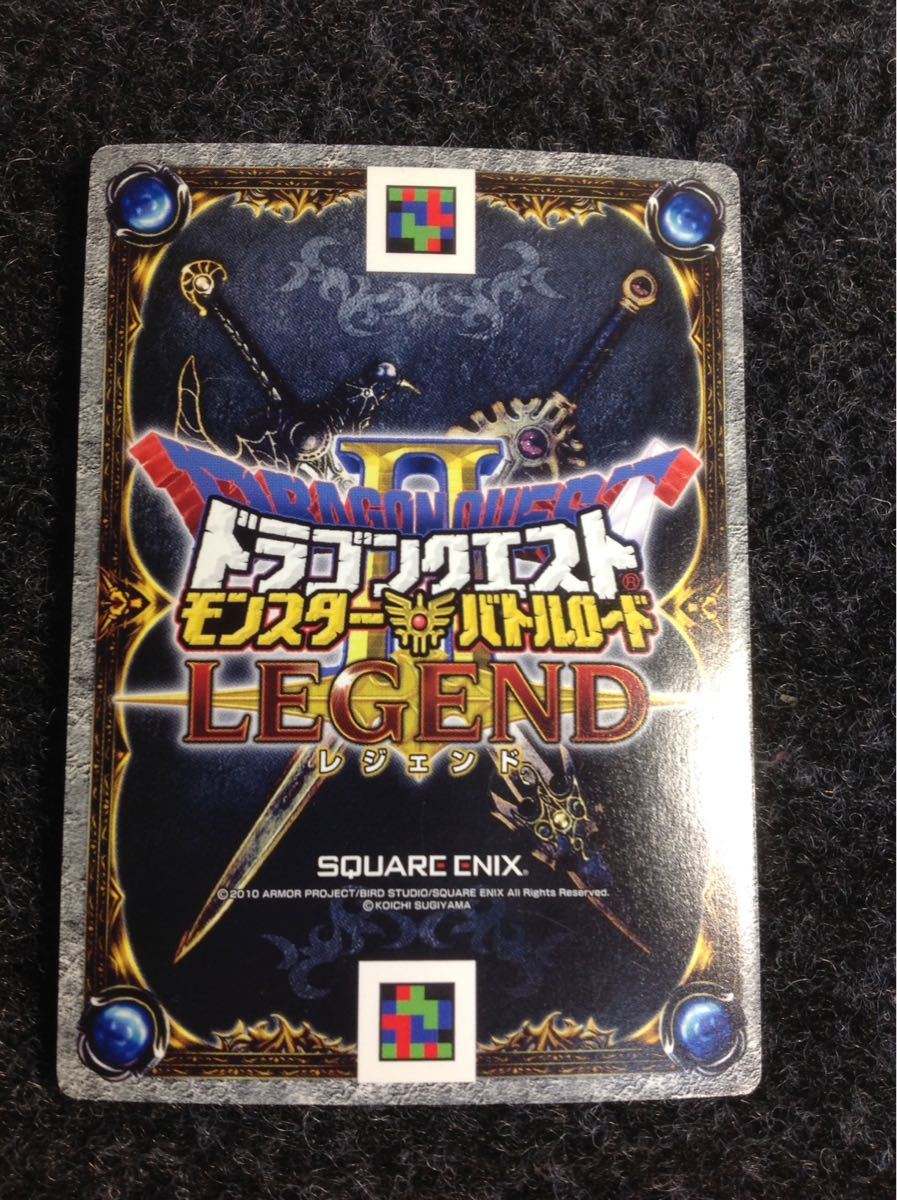 II
DRAGON QUEST
ドラゴンクエスト®
モンスターバトルロード
LEGEND
レジェンド
SQUARE ENIX®
©2010 ARMOR PROJECT/BIRD STUDIO/SQUARE ENIX All Rights Reserved.
©KOICHI SUGIYAMA